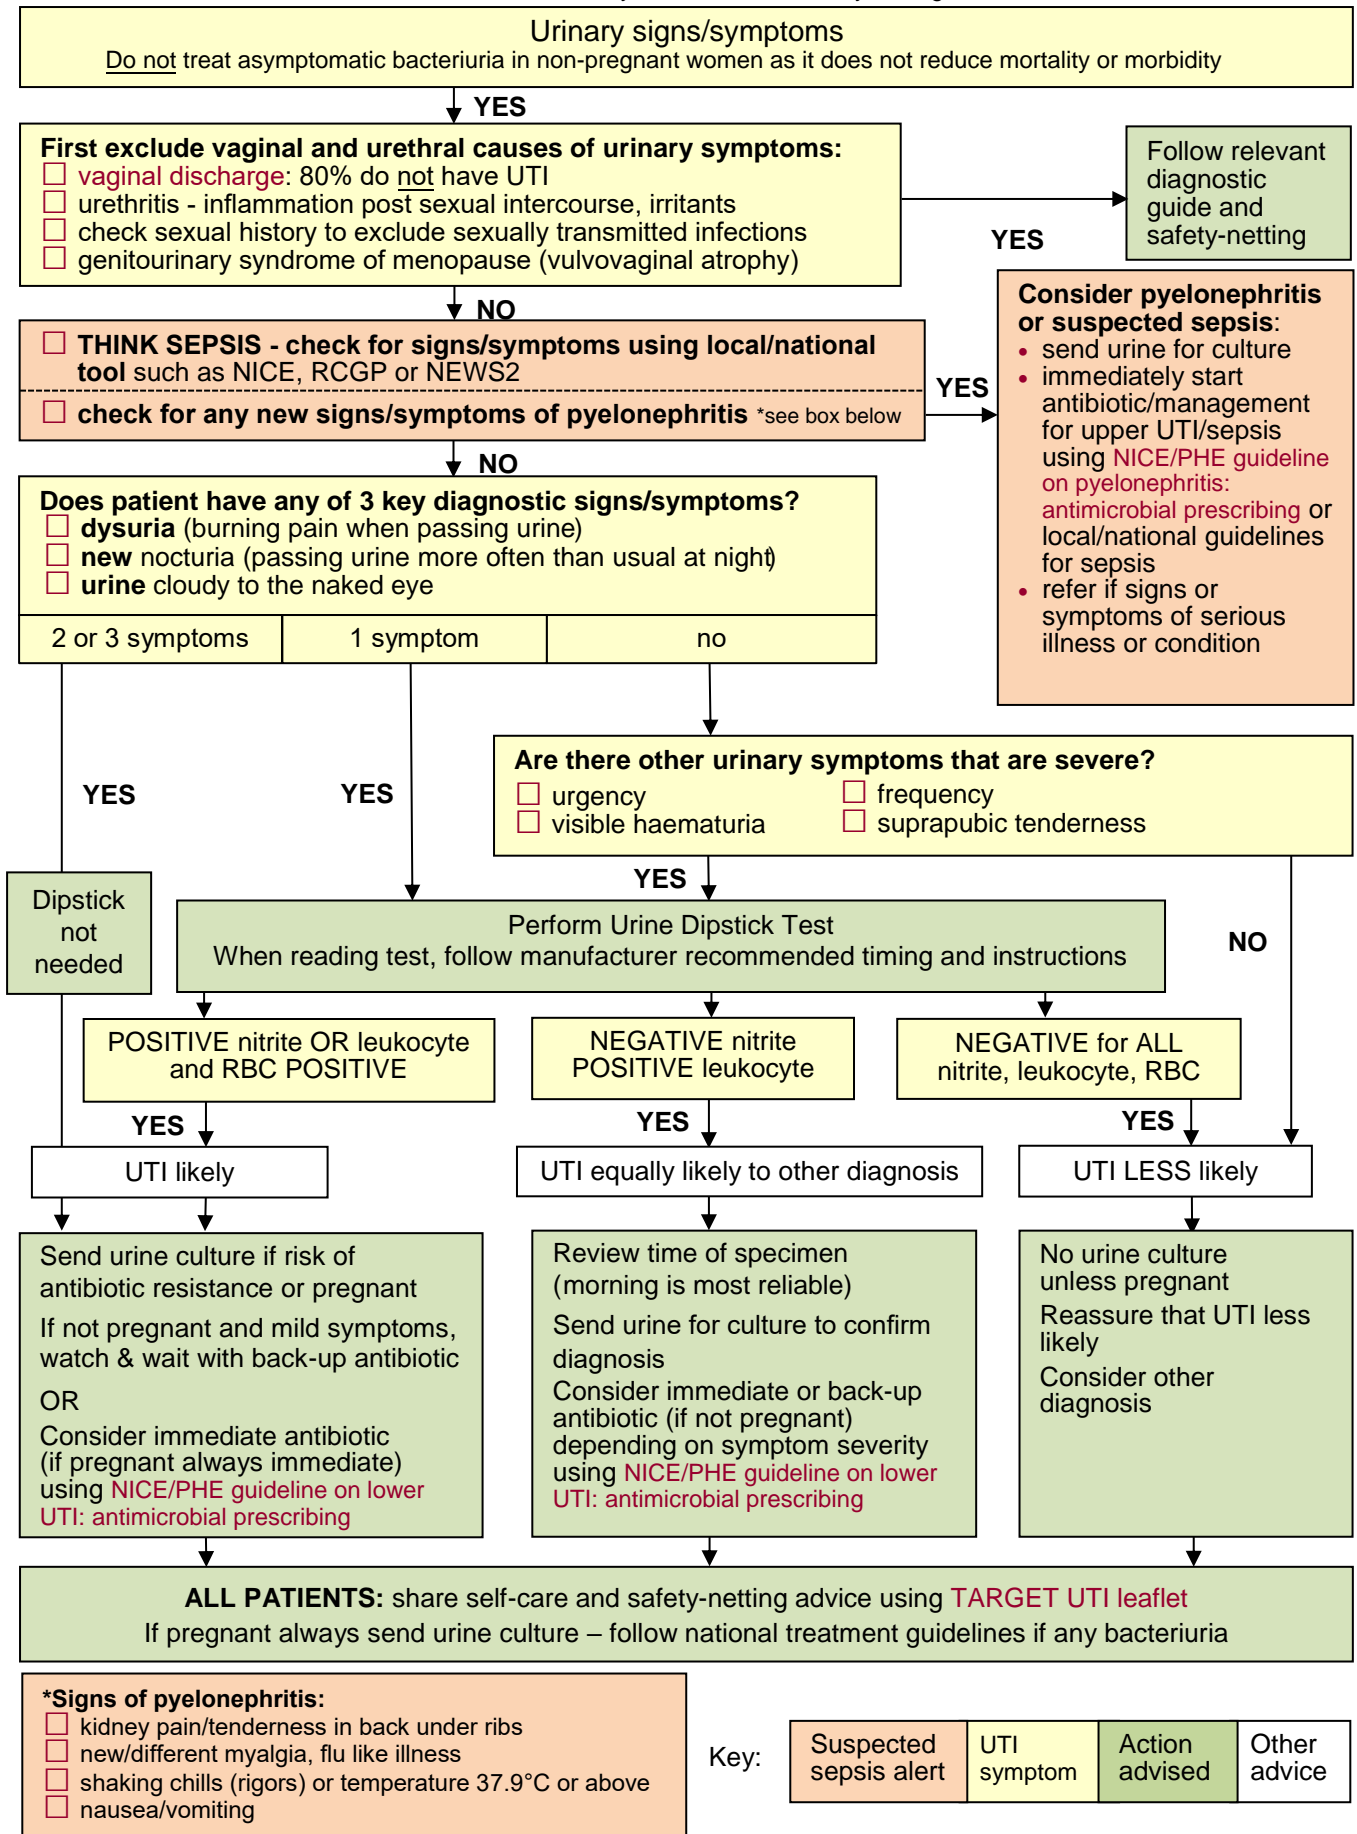 Urinary signs/symptoms
Do not treat asymptomatic bacteriuria in non-pregnant women as it does not reduce mortality or morbidity
YES
First exclude vaginal and urethral causes of urinary symptoms:
vaginal discharge: 80% do not have UTI
urethritis - inflammation post sexual intercourse, irritants
check sexual history to exclude sexually transmitted infections
genitourinary syndrome of menopause (vulvovaginal atrophy)
YES
Follow relevant
diagnostic
guide and
safety-netting
NO
THINK SEPSIS - check for signs/symptoms using local/national
tool such as NICE, RCGP or NEWS2
check for any new signs/symptoms of pyelonephritis *see box below
YES
Consider pyelonephritis
or suspected sepsis:
• send urine for culture
• immediately start
antibiotic/management
for upper UTI/sepsis
using NICE/PHE guideline
on pyelonephritis:
antimicrobial prescribing or
local/national guidelines
for sepsis
• refer if signs or
symptoms of serious
illness or condition
NO
Does patient have any of 3 key diagnostic signs/symptoms?
dysuria (burning pain when passing urine)
new nocturia (passing urine more often than usual at night)
urine cloudy to the naked eye
2 or 3 symptoms
1 symptom
no
YES
YES
Are there other urinary symptoms that are severe?
urgency
frequency
visible haematuria
suprapubic tenderness
YES
NO
Dipstick
not
needed
Perform Urine Dipstick Test
When reading test, follow manufacturer recommended timing and instructions
POSITIVE nitrite OR leukocyte
and RBC POSITIVE
NEGATIVE nitrite
POSITIVE leukocyte
NEGATIVE for ALL
nitrite, leukocyte, RBC
YES
YES
YES
UTI likely
UTI equally likely to other diagnosis
UTI LESS likely
Send urine culture if risk of
antibiotic resistance or pregnant
If not pregnant and mild symptoms,
watch & wait with back-up antibiotic
OR
Consider immediate antibiotic
(if pregnant always immediate)
using NICE/PHE guideline on lower
UTI: antimicrobial prescribing
Review time of specimen
(morning is most reliable)
Send urine for culture to confirm
diagnosis
Consider immediate or back-up
antibiotic (if not pregnant)
depending on symptom severity
using NICE/PHE guideline on lower
UTI: antimicrobial prescribing
No urine culture
unless pregnant
Reassure that UTI less
likely
Consider other
diagnosis
ALL PATIENTS: share self-care and safety-netting advice using TARGET UTI leaflet
If pregnant always send urine culture – follow national treatment guidelines if any bacteriuria
*Signs of pyelonephritis:
kidney pain/tenderness in back under ribs
new/different myalgia, flu like illness
shaking chills (rigors) or temperature 37.9°C or above
nausea/vomiting
Key:
Suspected
sepsis alert
UTI
symptom
Action
advised
Other
advice